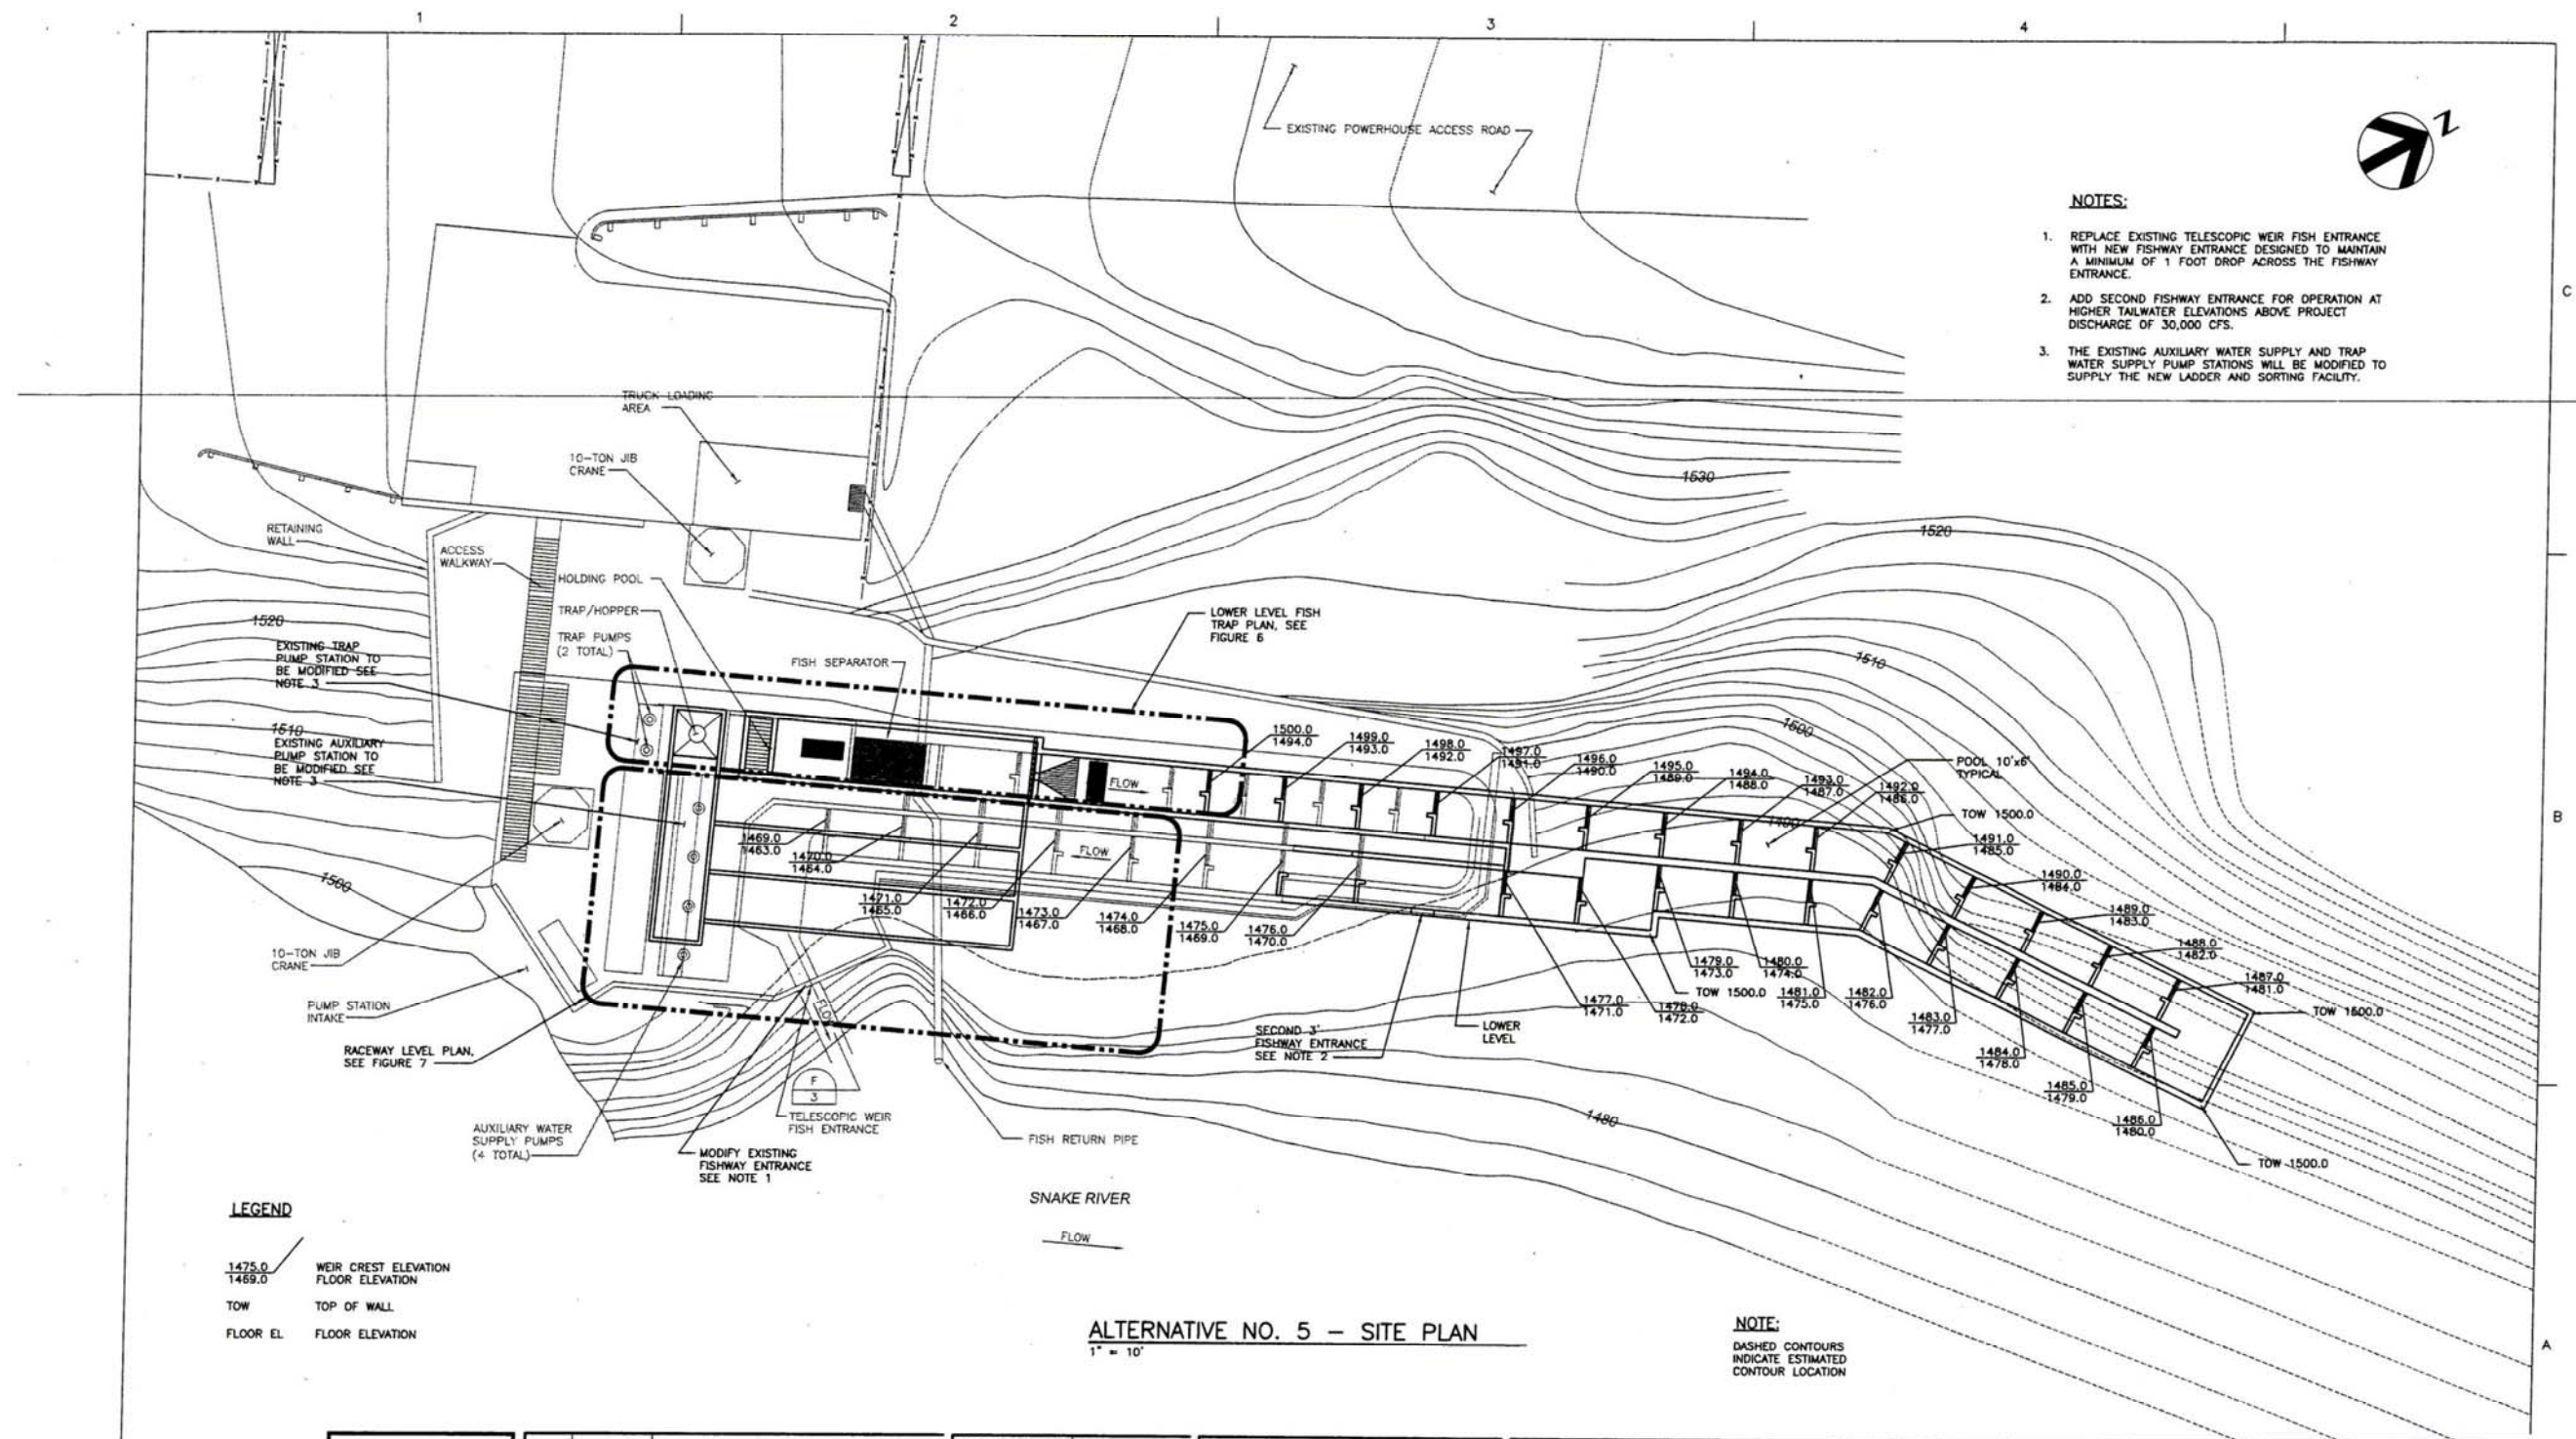 1
2
3
4
EXISTING POWERHOUSE ACCESS ROAD
N
NOTES:
1. REPLACE EXISTING TELESCOPIC WEIR FISH ENTRANCE
WITH NEW FISHWAY ENTRANCE DESIGNED TO MAINTAIN
A MINIMUM OF 1 FOOT DROP ACROSS THE FISHWAY
ENTRANCE.
2. ADD SECOND FISHWAY ENTRANCE FOR OPERATION AT
HIGHER TAILWATER ELEVATIONS ABOVE PROJECT
DISCHARGE OF 30,000 CFS.
3. THE EXISTING AUXILIARY WATER SUPPLY AND TRAP
WATER SUPPLY PUMP STATIONS WILL BE MODIFIED TO
SUPPLY THE NEW LADDER AND SORTING FACILITY.
C
B
A
TRUCK LOADING
AREA
10-TON JIB
CRANE
RETAINING
WALL
ACCESS
WALKWAY
HOLDING POOL
TRAP/HOPPER
TRAP PUMPS
(2 TOTAL)
FISH SEPARATOR
LOWER LEVEL FISH
TRAP PLAN, SEE
FIGURE 6
1530
1520
1510
1500
1490
1480
1520
EXISTING TRAP
PUMP STATION TO
BE MODIFIED SEE
NOTE 3
1510
EXISTING AUXILIARY
PUMP STATION TO
BE MODIFIED SEE
NOTE 3
1500
1500.0
1494.0
1499.0
1493.0
1498.0
1492.0
1497.0
1491.0
1496.0
1490.0
1495.0
1489.0
1494.0
1488.0
1493.0
1487.0
1492.0
1486.0
POOL 10'x6'
TYPICAL
TOW 1500.0
1491.0
1485.0
1490.0
1484.0
1489.0
1483.0
1488.0
1482.0
1487.0
1481.0
TOW 1500.0
FLOW
FLOW
1469.0
1463.0
1470.0
1464.0
1471.0
1465.0
1472.0
1466.0
1473.0
1467.0
1474.0
1468.0
1475.0
1469.0
1476.0
1470.0
1477.0
1471.0
1478.0
1472.0
1479.0
1473.0
1480.0
1474.0
TOW 1500.0
1481.0
1475.0
1482.0
1476.0
1483.0
1477.0
1484.0
1478.0
1485.0
1479.0
1486.0
1480.0
TOW 1500.0
10-TON JIB
CRANE
PUMP STATION
INTAKE
RACEWAY LEVEL PLAN,
SEE FIGURE 7
SECOND 3'
FISHWAY ENTRANCE
SEE NOTE 2
LOWER
LEVEL
FLOW
F
3
TELESCOPIC WEIR
FISH ENTRANCE
AUXILIARY WATER
SUPPLY PUMPS
(4 TOTAL)
MODIFY EXISTING
FISHWAY ENTRANCE
SEE NOTE 1
FISH RETURN PIPE
SNAKE RIVER
FLOW
LEGEND
1475.0 WEIR CREST ELEVATION
1469.0 FLOOR ELEVATION
TOW TOP OF WALL
FLOOR EL FLOOR ELEVATION
ALTERNATIVE NO. 5 – SITE PLAN
1" = 10'
NOTE:
DASHED CONTOURS
INDICATE ESTIMATED
CONTOUR LOCATION